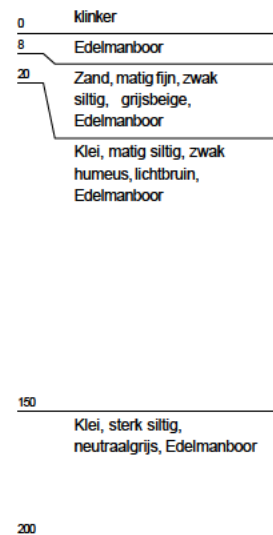 klinker
0
8
Edelmanboor
20
Zand, matig fijn, zwak
siltig, grijsbeige,
Edelmanboor
Klei, matig siltig, zwak
humeus, lichtbruin,
Edelmanboor
150
Klei, sterk siltig,
neutraalgrijs, Edelmanboor
200